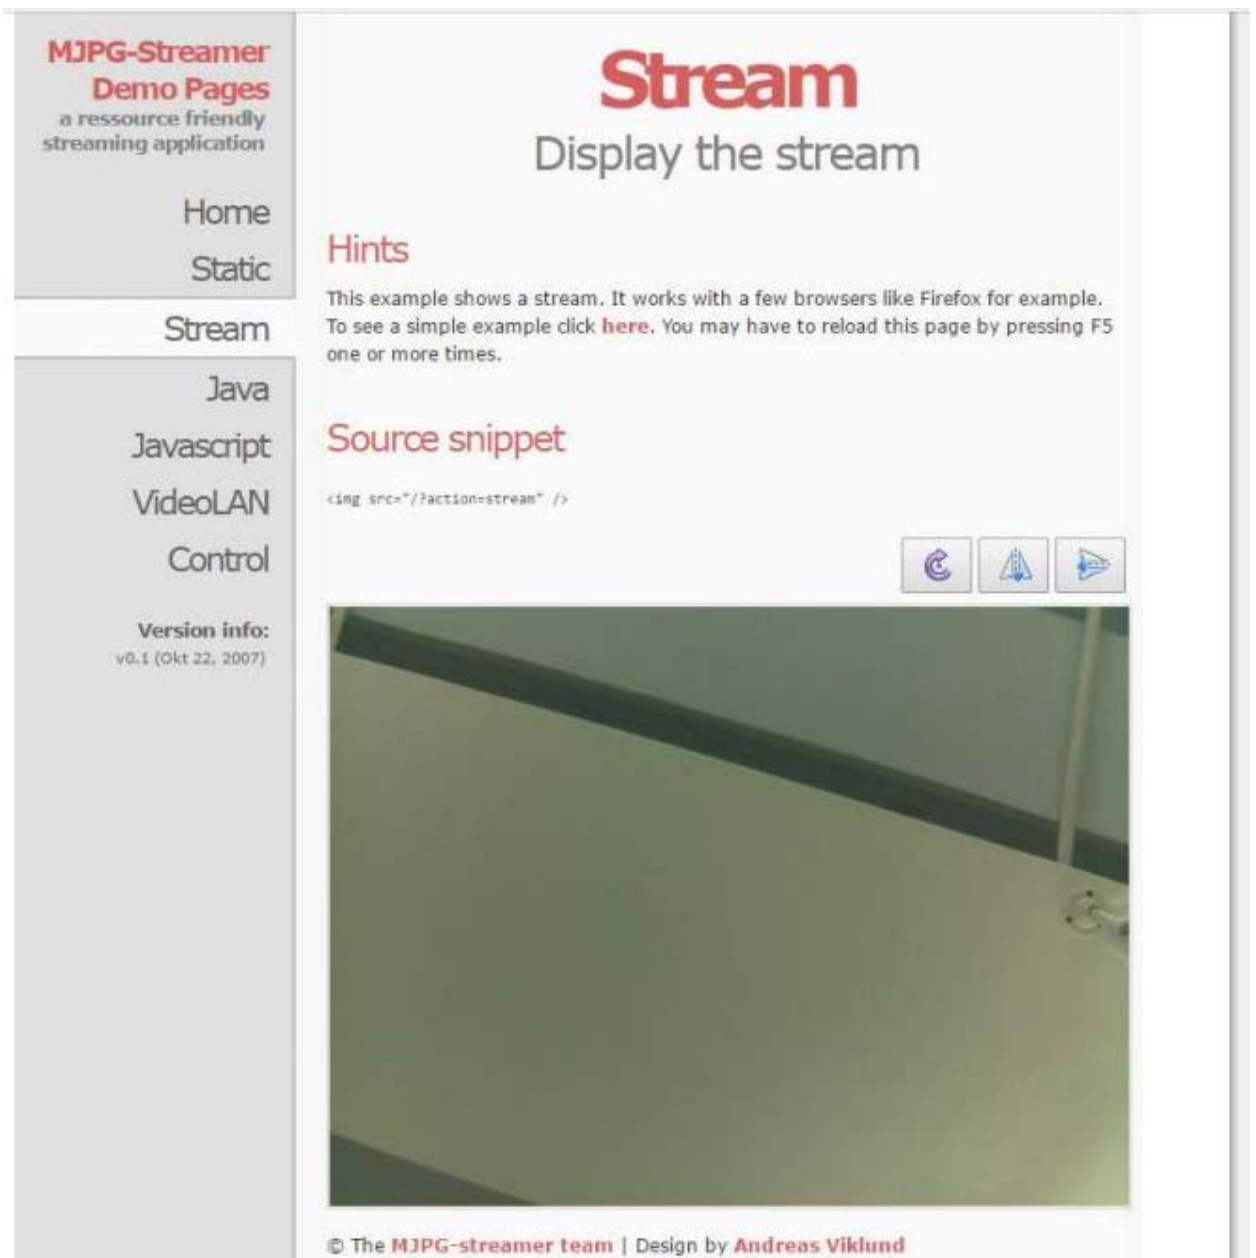 MJPG-Streamer
Demo Pages
a ressource friendly
streaming application
Home
Static
Stream
Java
Javascript
VideoLAN
Control
Version info:
v0.1 (Okt 22, 2007)
Stream
Display the stream
Hints
This example shows a stream. It works with a few browsers like Firefox for example.
To see a simple example click here. You may have to reload this page by pressing F5
one or more times.
Source snippet
<img src="/?action=stream" />
© The MJPG-streamer team | Design by Andreas Viklund